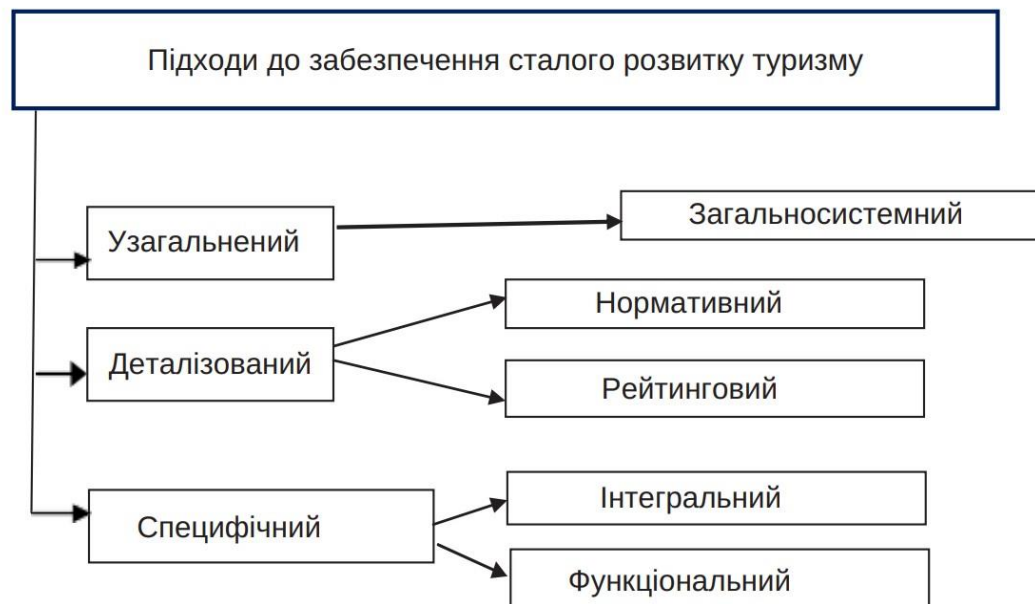 Підходи до забезпечення сталого розвитку туризму
Узагальнений
Загальносистемний
Деталізований
Нормативний
Рейтинговий
Специфічний
Інтегральний
Функціональний